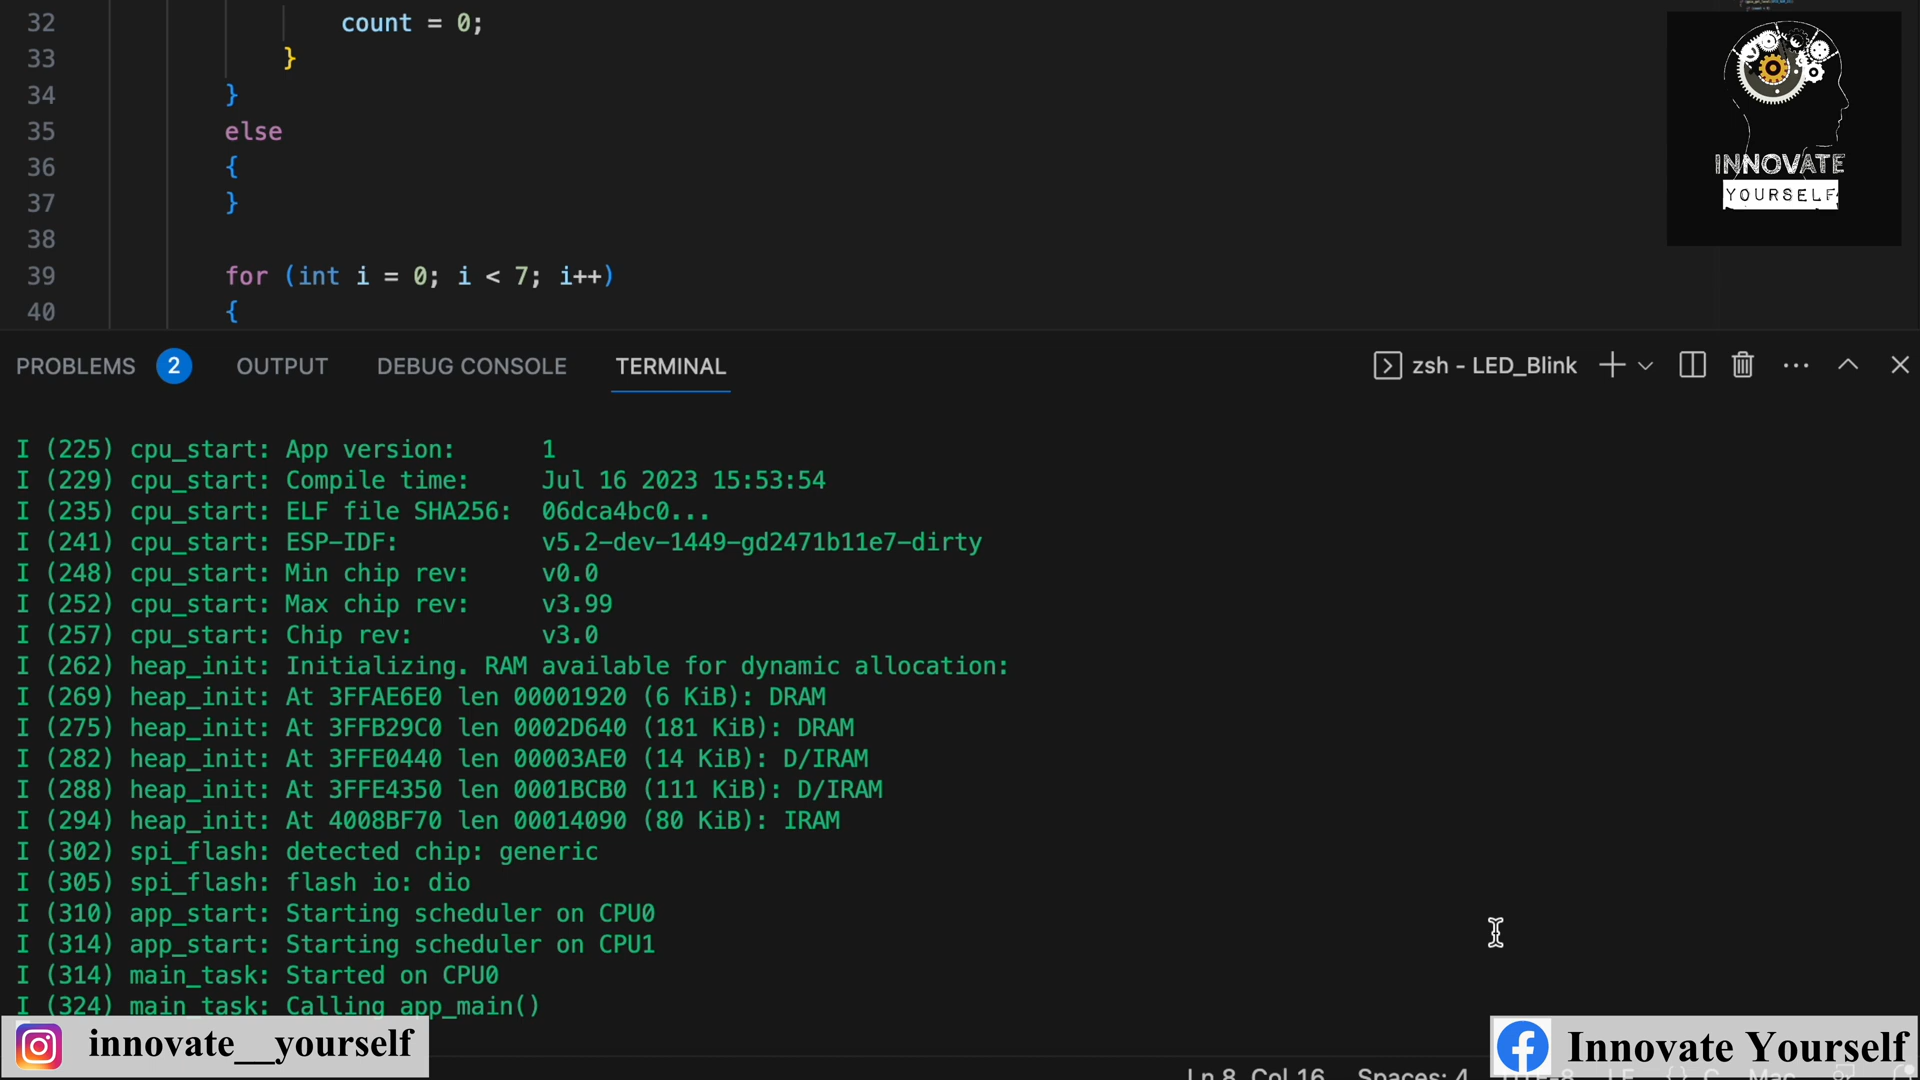 32 count = 0;
33 }
34 }
35 else
36 {
37 }
38
39 for (int i = 0; i < 7; i++)
40 {
INNOVATE
YOURSELF
PROBLEMS 2 OUTPUT DEBUG CONSOLE TERMINAL zsh - LED_Blink
I (225) cpu_start: App version: 1
I (229) cpu_start: Compile time: Jul 16 2023 15:53:54
I (235) cpu_start: ELF file SHA256: 06dca4bc0...
I (241) cpu_start: ESP-IDF: v5.2-dev-1449-gd2471b11e7-dirty
I (248) cpu_start: Min chip rev: v0.0
I (252) cpu_start: Max chip rev: v3.99
I (257) cpu_start: Chip rev: v3.0
I (262) heap_init: Initializing. RAM available for dynamic allocation:
I (269) heap_init: At 3FFAE6E0 len 00001920 (6 KiB): DRAM
I (275) heap_init: At 3FFB29C0 len 0002D640 (181 KiB): DRAM
I (282) heap_init: At 3FFE0440 len 00003AE0 (14 KiB): D/IRAM
I (288) heap_init: At 3FFE4350 len 0001BCB0 (111 KiB): D/IRAM
I (294) heap_init: At 4008BF70 len 00014090 (80 KiB): IRAM
I (302) spi_flash: detected chip: generic
I (305) spi_flash: flash io: dio
I (310) app_start: Starting scheduler on CPU0
I (314) app_start: Starting scheduler on CPU1
I (314) main_task: Started on CPU0
I (324) main_task: Calling app_main()
innovate__yourself
Innovate Yourself
Ln 8, Col 16 Spaces: 4 UTF-8 LF {} C Mac